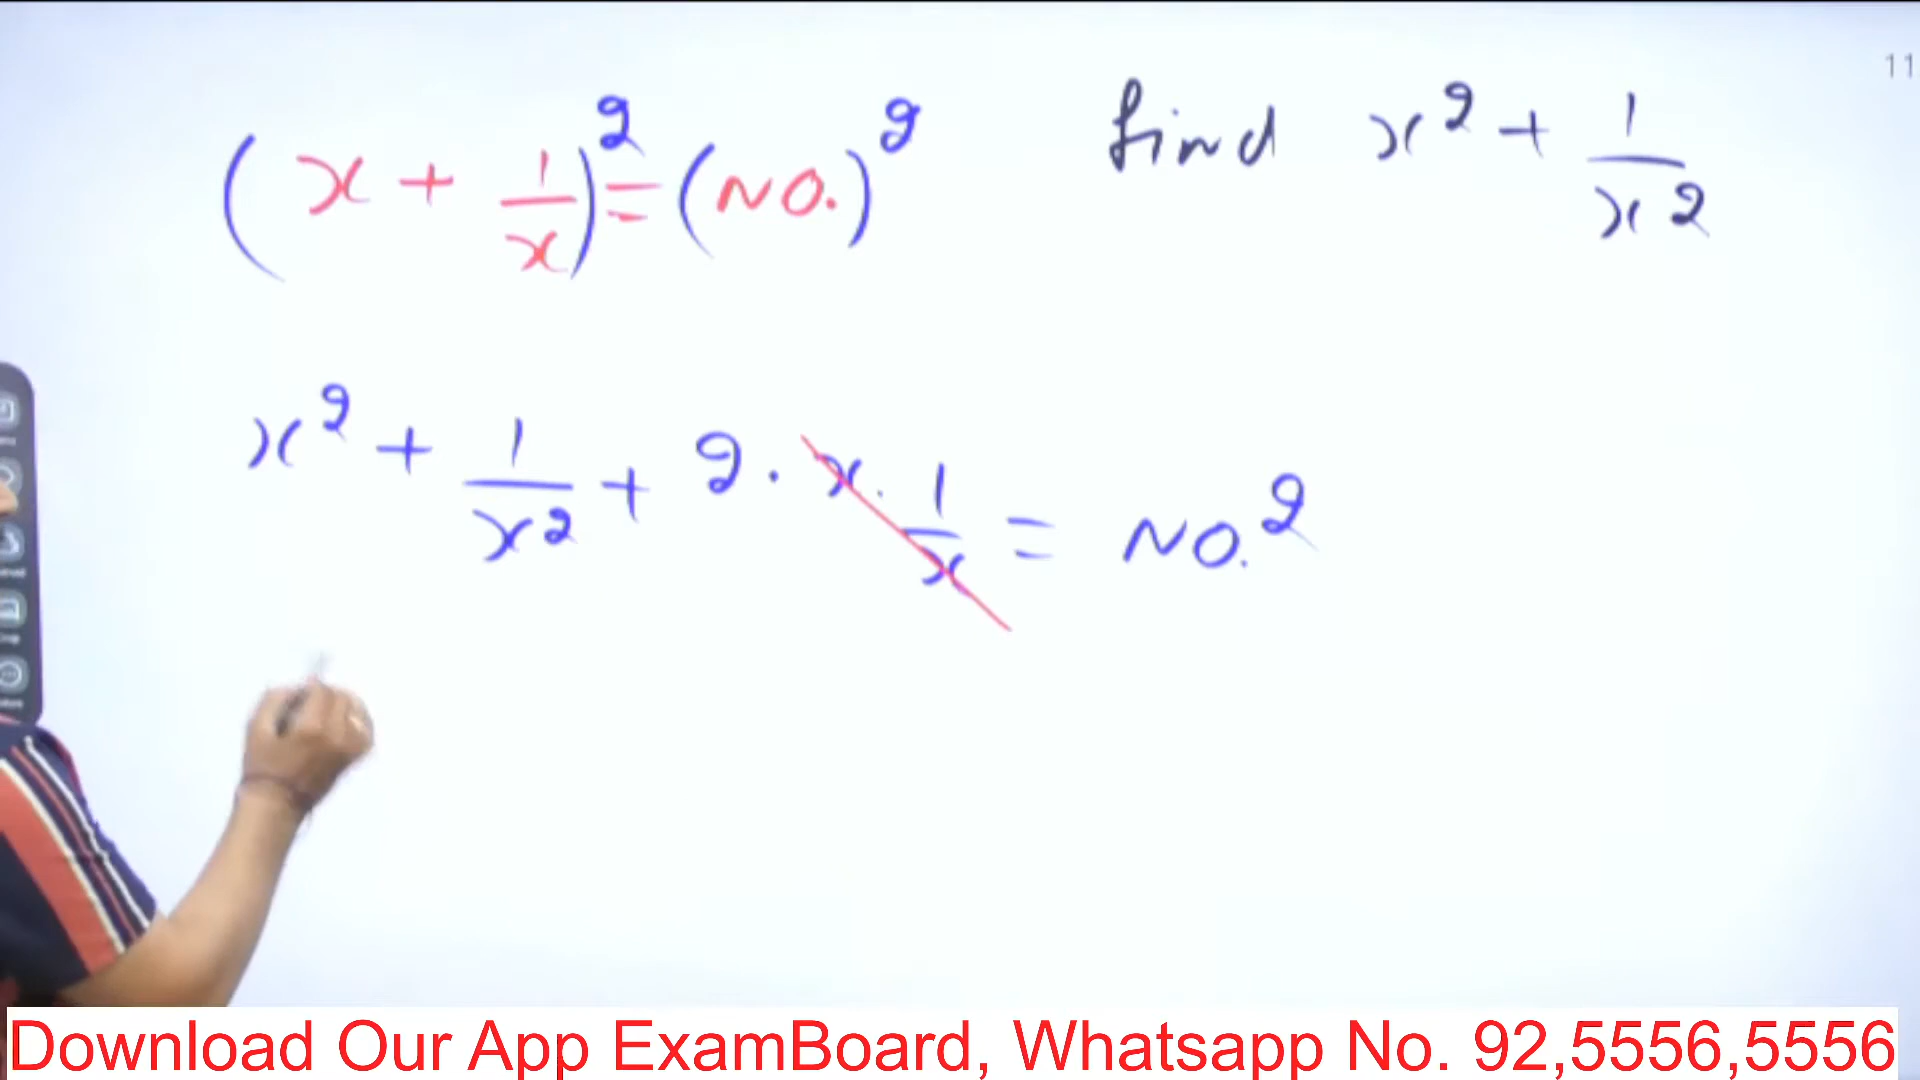 (x + 1/x)² = (NO.)² find x² + 1/x²
11
x² + 1/x² + 2 . x . 1/x = NO.²
Download Our App ExamBoard, Whatsapp No. 92,5556,5556